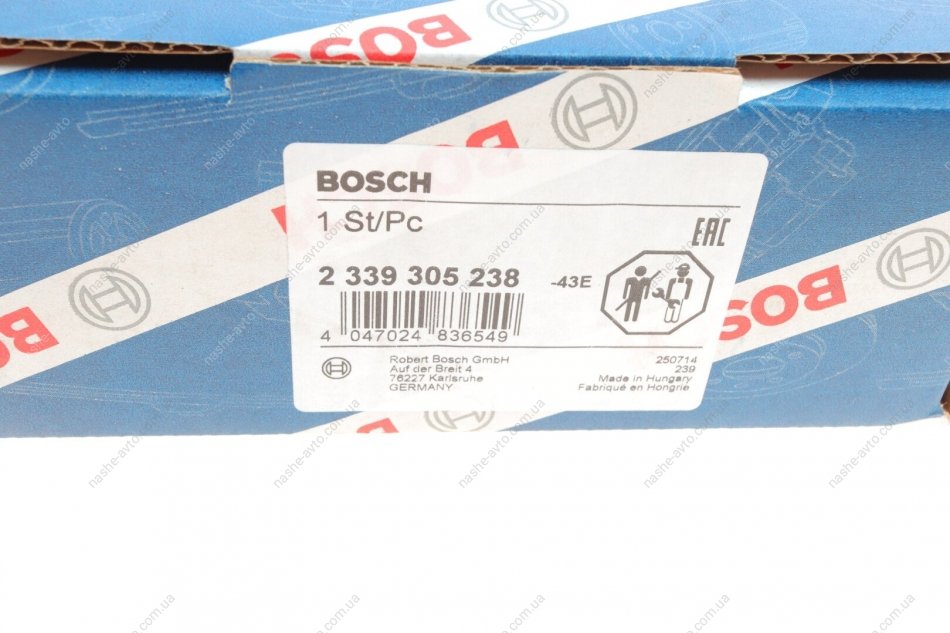 BOSCH
BOSCH
BOSCH
1 St/Pc
EAC
2 339 305 238 -43E
4 047024 836549
Robert Bosch GmbH
Auf der Breit 4
76227 Karlsruhe
GERMANY
250714
239
Made in Hungary
Fabriqué en Hongrie
nashe-avto.com.ua